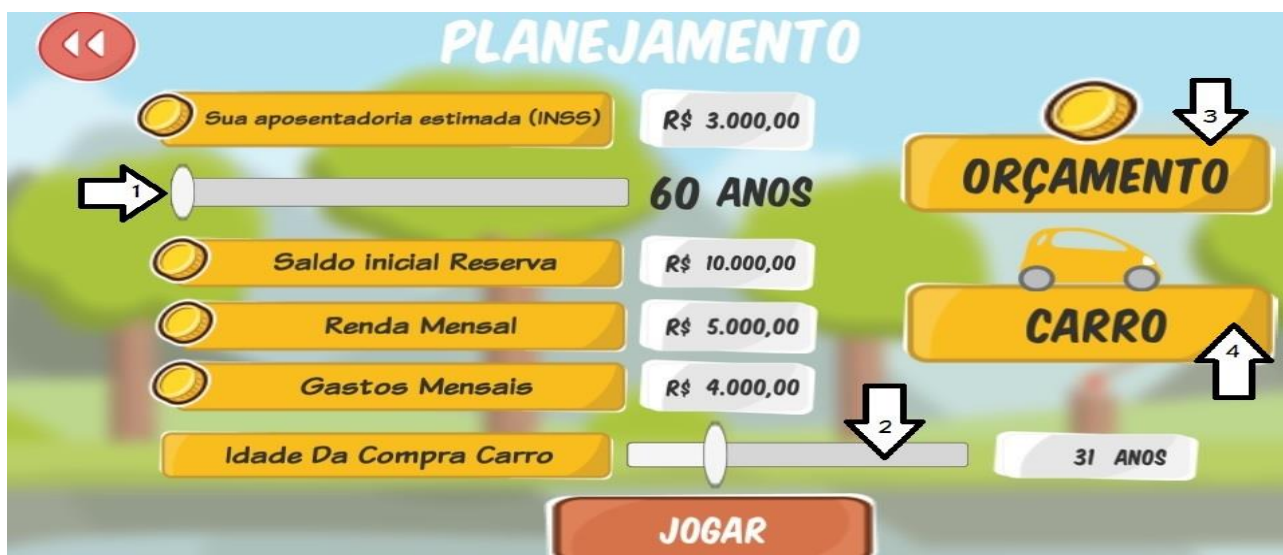 PLANEJAMENTO
Sua aposentadoria estimada (INSS) R$ 3.000,00
1
60 ANOS
Saldo inicial Reserva R$ 10.000,00
Renda Mensal R$ 5.000,00
Gastos Mensais R$ 4.000,00
2
Idade Da Compra Carro 31 ANOS
3
ORÇAMENTO
CARRO
4
JOGAR